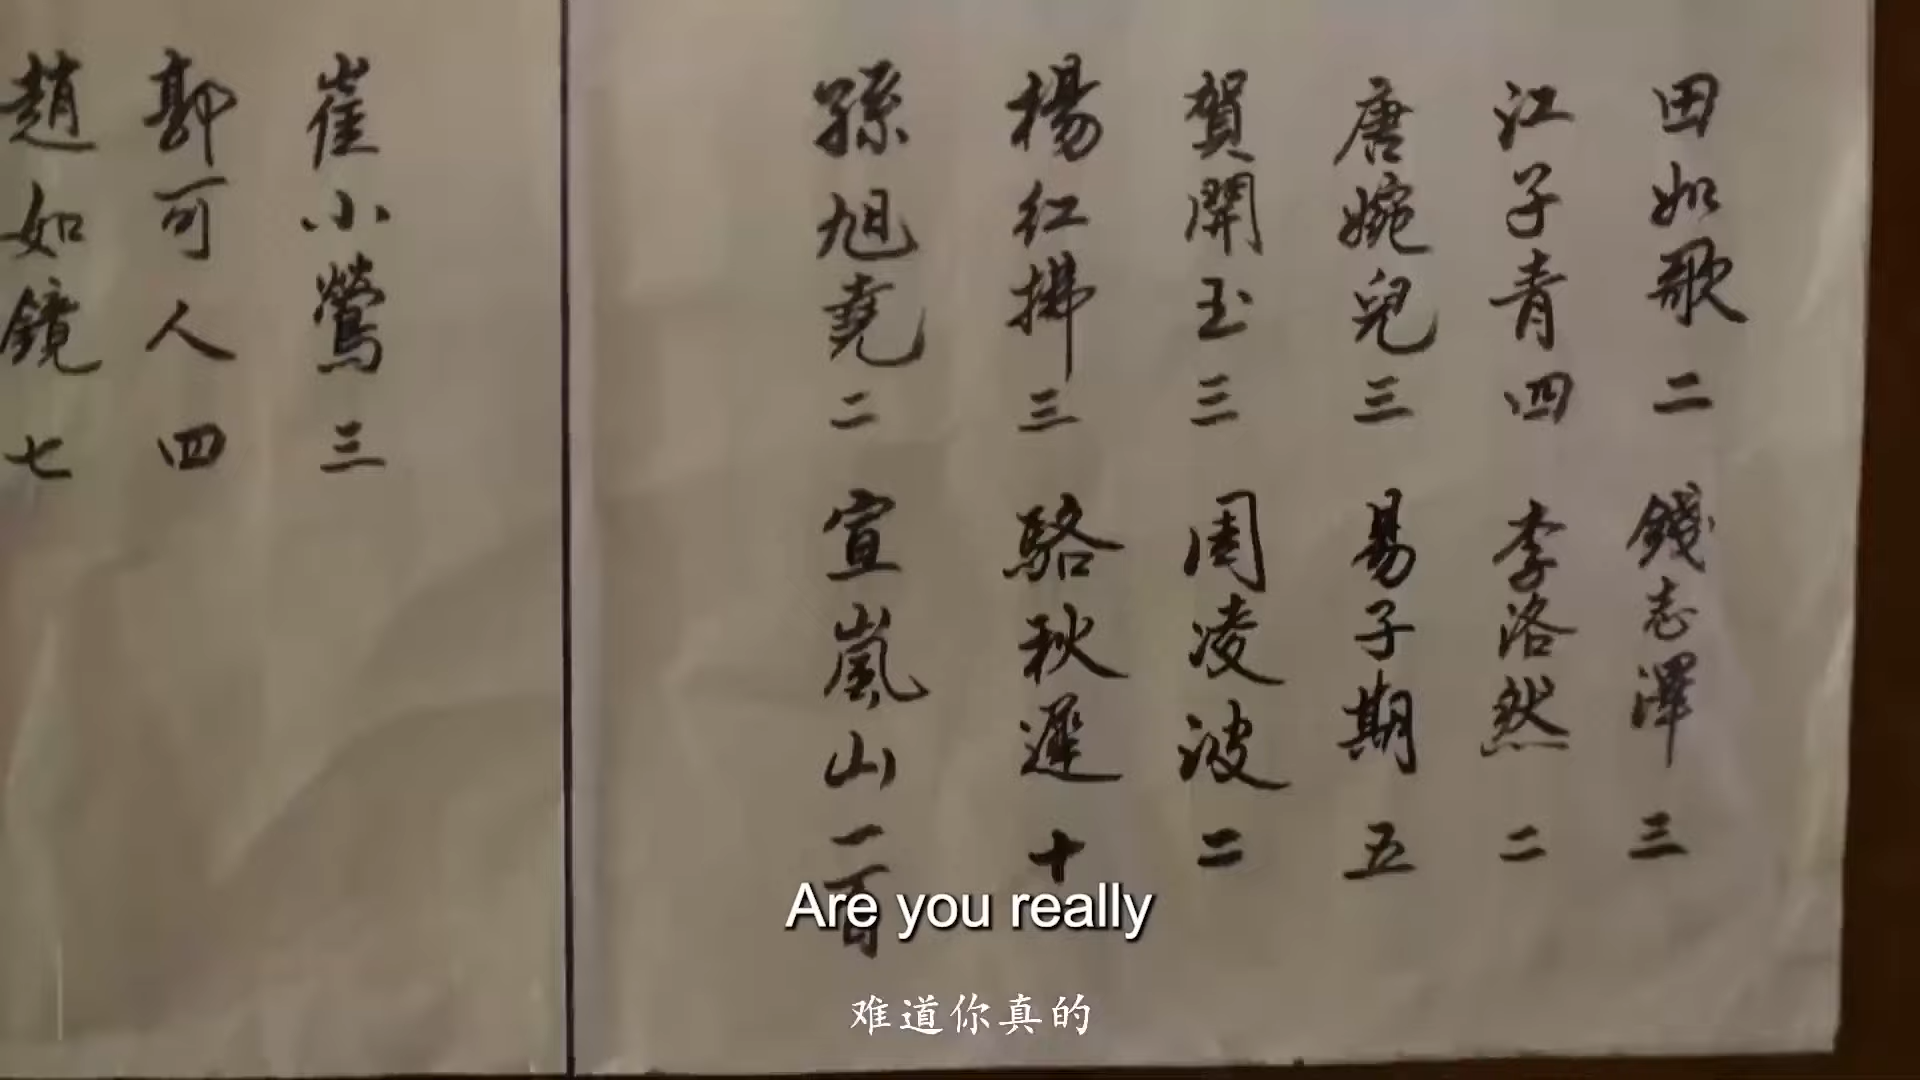 田如歌二 錢志澤三
江子青四 李洛然二
唐婉兒三 易子期五
賀開玉三 周凌波二
楊紅拂三 駱秋遲十
孫旭堯二 宣嵐山一百
崔小鶯三
郭可人四
趙如鏡七
Are you really
难道你真的